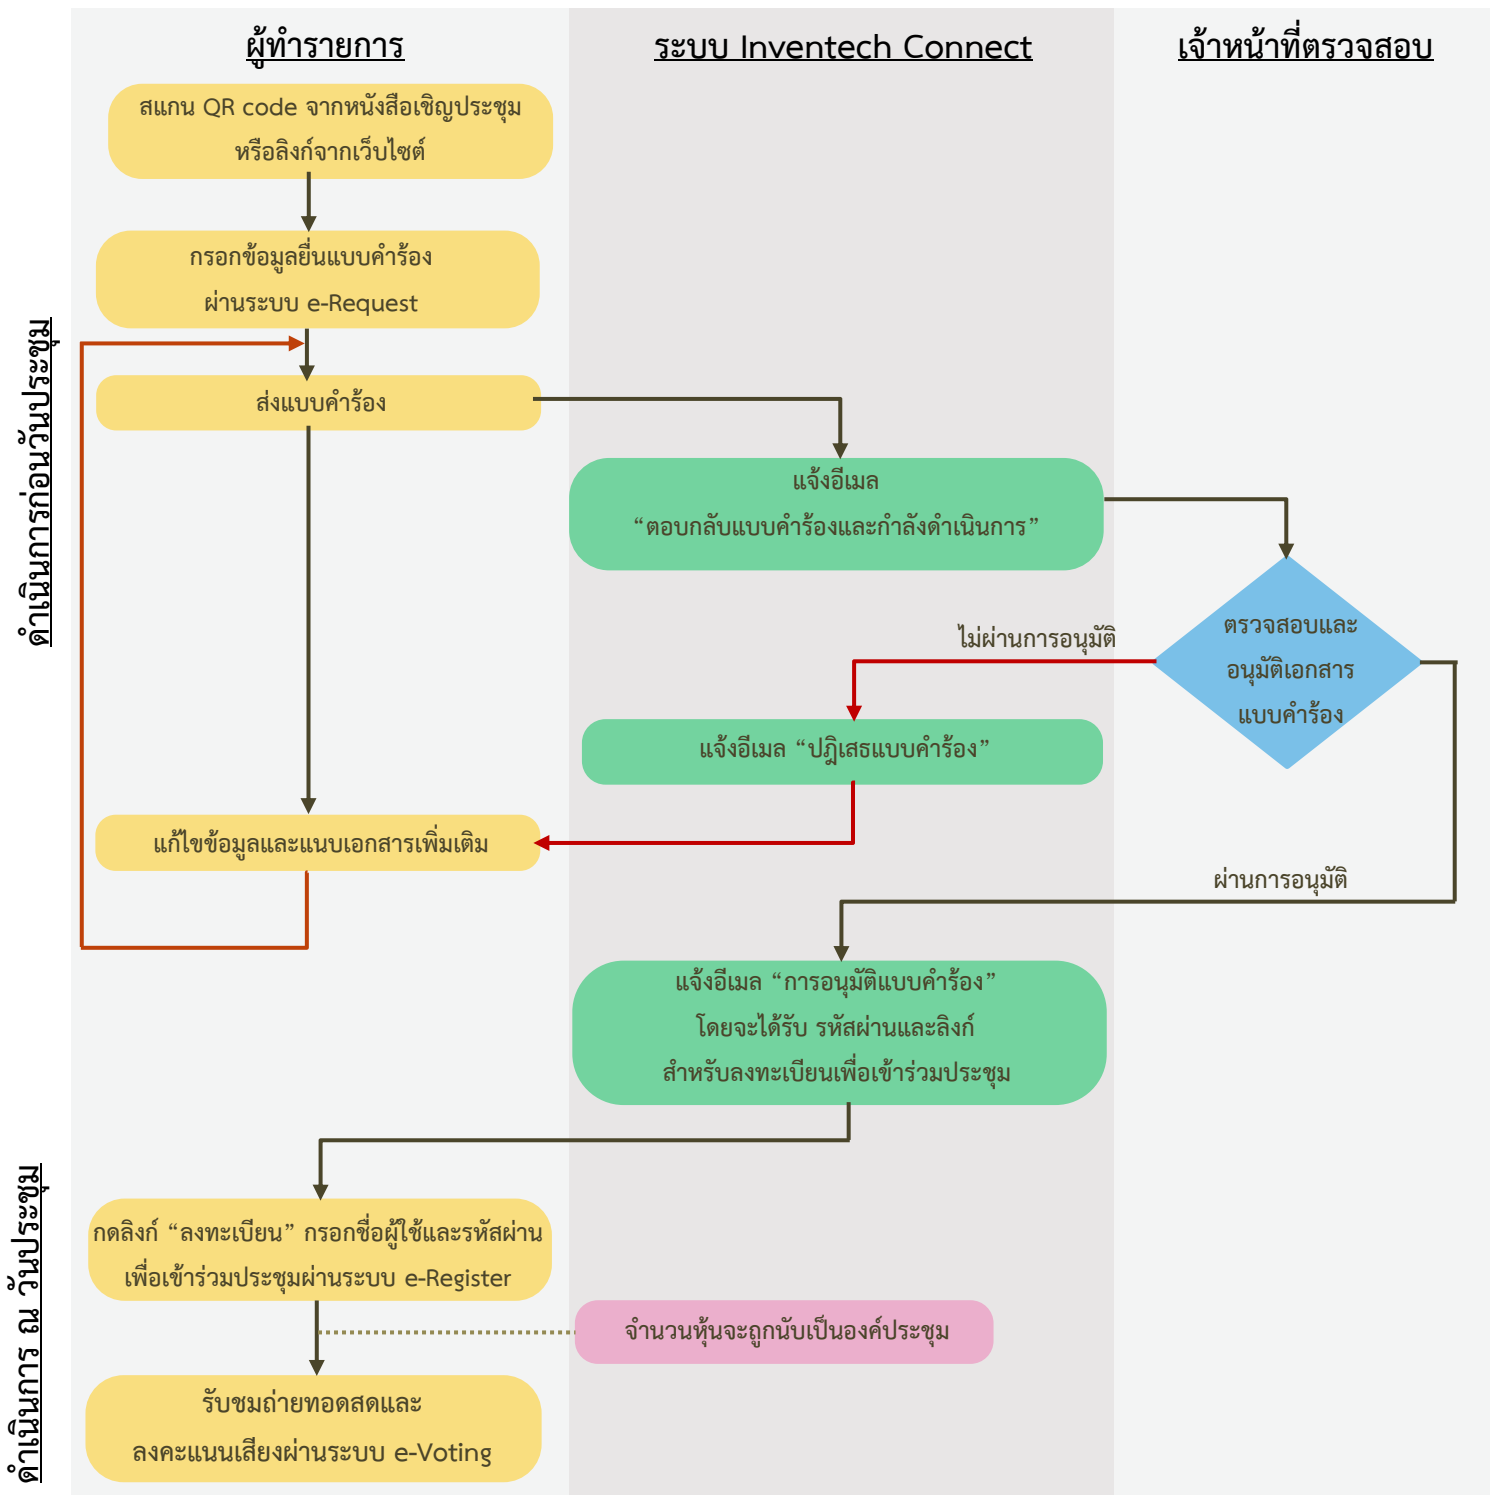 ผู้ทำรายการ
ระบบ Inventech Connect
เจ้าหน้าที่ตรวจสอบ
ดำเนินการก่อนวันประชุม
สแกน QR code จากหนังสือเชิญประชุม
หรือลิงก์จากเว็บไซต์
กรอกข้อมูลยื่นแบบคำร้อง
ผ่านระบบ e-Request
ส่งแบบคำร้อง
แจ้งอีเมล
“ตอบกลับแบบคำร้องและกำลังดำเนินการ”
ตรวจสอบและ
อนุมัติเอกสาร
แบบคำร้อง
ไม่ผ่านการอนุมัติ
แจ้งอีเมล “ปฎิเสธแบบคำร้อง”
แก้ไขข้อมูลและแนบเอกสารเพิ่มเติม
ผ่านการอนุมัติ
แจ้งอีเมล “การอนุมัติแบบคำร้อง”
โดยจะได้รับ รหัสผ่านและลิงก์
สำหรับลงทะเบียนเพื่อเข้าร่วมประชุม
ดำเนินการ ณ วันประชุม
กดลิงก์ “ลงทะเบียน” กรอกชื่อผู้ใช้และรหัสผ่าน
เพื่อเข้าร่วมประชุมผ่านระบบ e-Register
จำนวนหุ้นจะถูกนับเป็นองค์ประชุม
รับชมถ่ายทอดสดและ
ลงคะแนนเสียงผ่านระบบ e-Voting